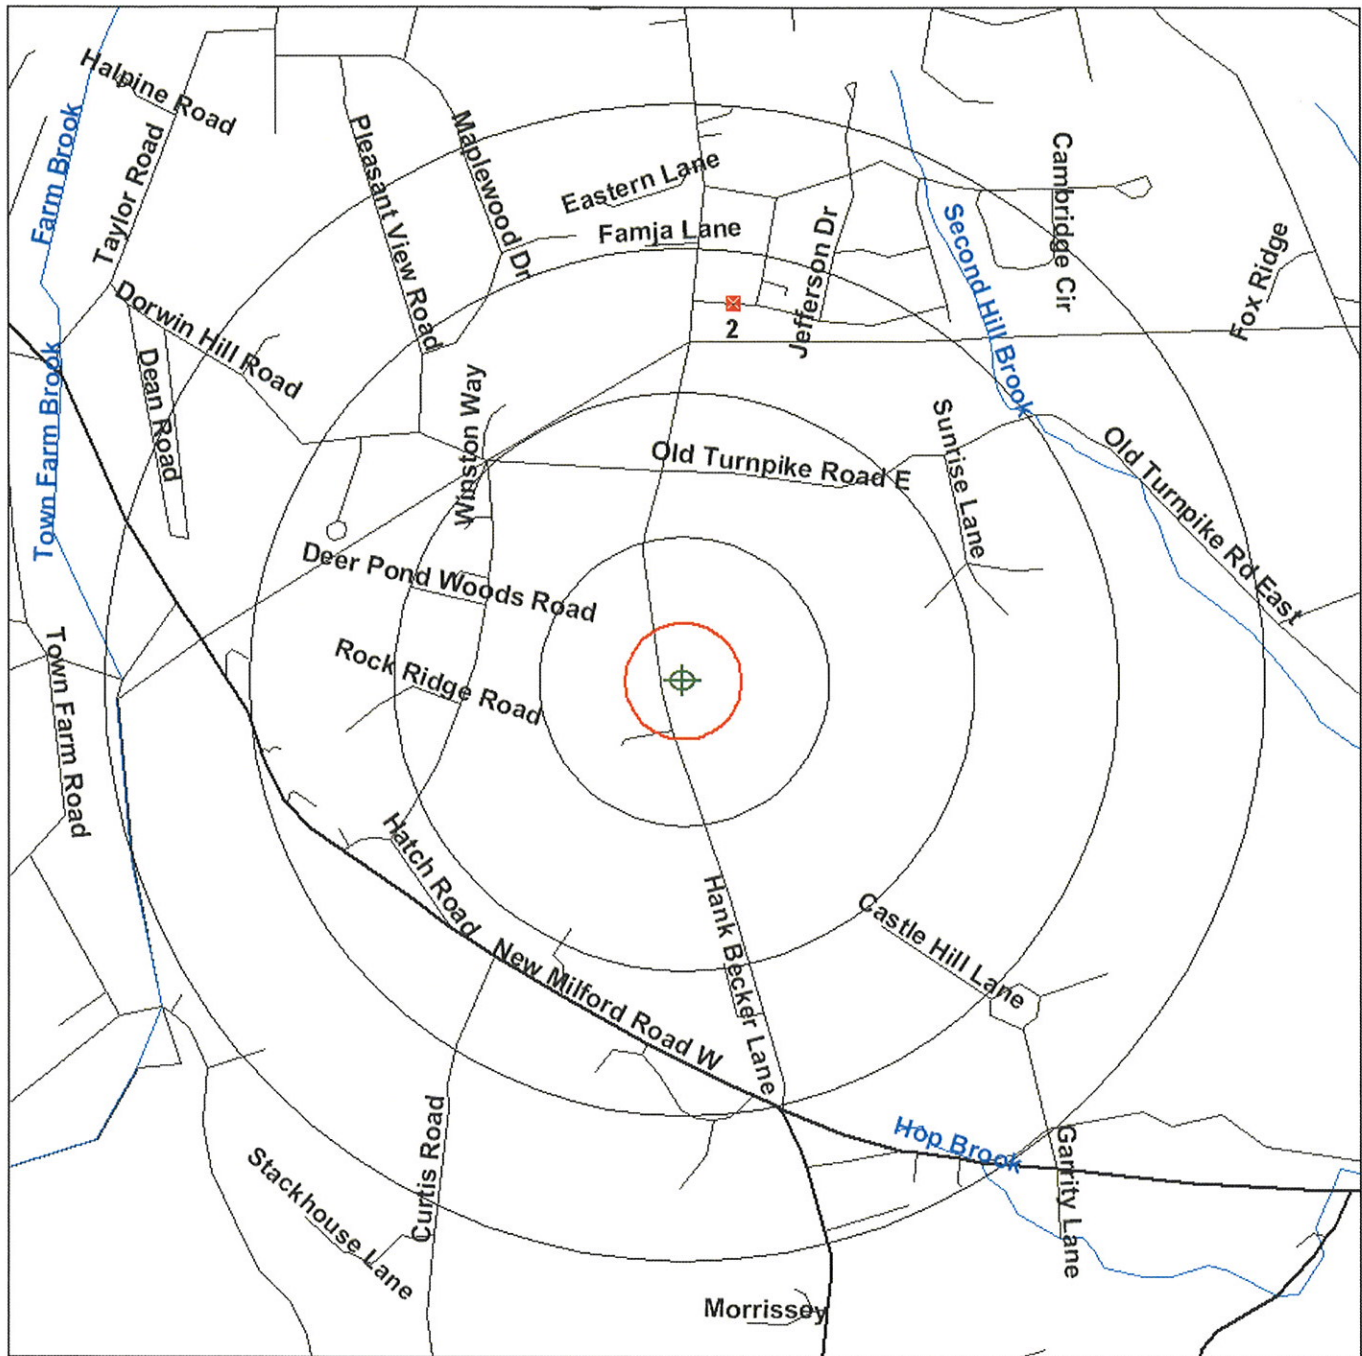 Halpine Road
Farm Brook
Taylor Road
Pleasant View Road
Maplewood Dr
Eastern Lane
Famja Lane
Jefferson Dr
Second Hill Brook
Cambridge Cir
Fox Ridge
2
Dorwin Hill Road
Dean Road
Town Farm Brook
Winston Way
Old Turnpike Road E
Sunrise Lane
Old Turnpike Rd East
Deer Pond Woods Road
Rock Ridge Road
Town Farm Road
Hatch Road
New Milford Road W
Hank Becker Lane
Castle Hill Lane
Hop Brook
Garrity Lane
Curtis Road
Stackhouse Lane
Morrissey